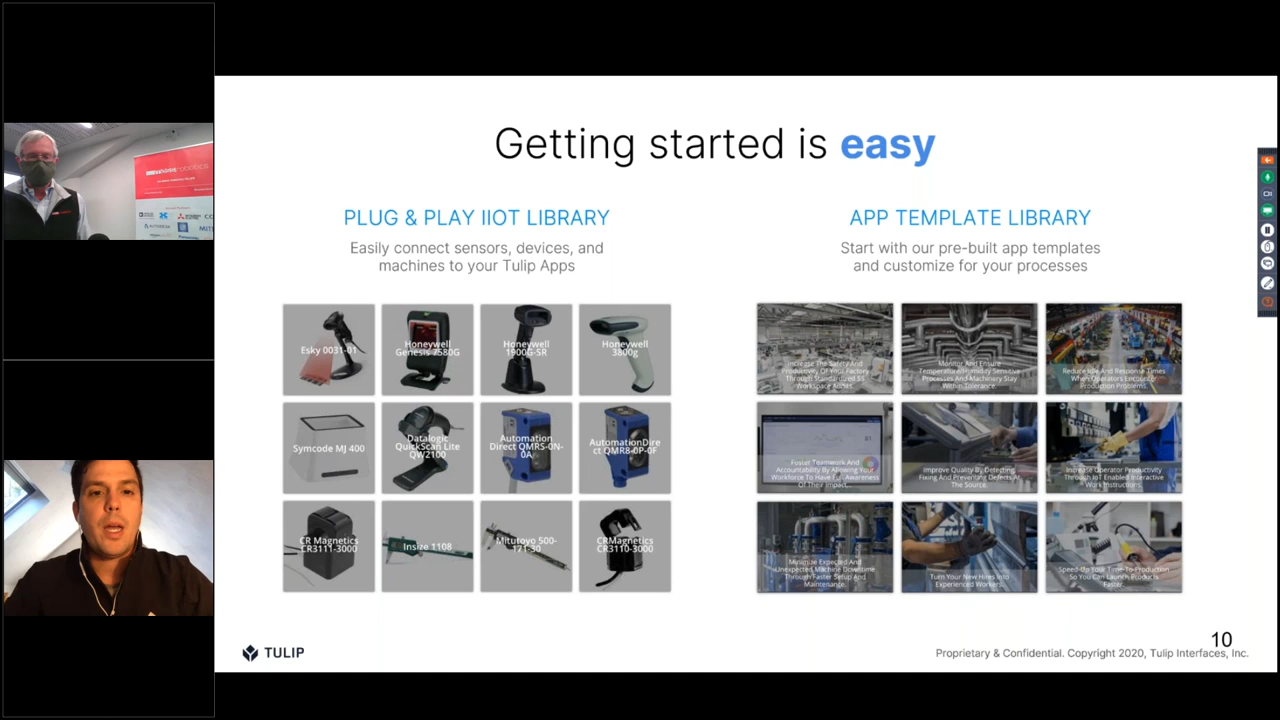 Getting started is easy
PLUG & PLAY IIOT LIBRARY
Easily connect sensors, devices, and
machines to your Tulip Apps
Esky 0031-01
Honeywell
Genesis 7580G
Honeywell
1900G-SR
Honeywell
3800g
Symcode MJ 400
Datalogic
QuickScan Lite
QW2100
Automation
Direct QMRS-0N-
0A
AutomationDire
ct QMR8-0P-0F
CR Magnetics
CR3111-3000
Insize 1108
Mitutoyo 500-
171-30
CRMagnetics
CR3110-3000
APP TEMPLATE LIBRARY
Start with our pre-built app templates
and customize for your processes
Increase The Safety And
Productivity Of Your Factory
Through Standardized 5S
Workspace Audits.
Monitor And Ensure
Temperature/Humidity Sensitive
Processes And Machinery Stay
Within Tolerance.
Reduce Idle And Response Times
When Operators Encounter
Production Problems.
Foster Teamwork And
Accountability By Allowing Your
Workforce To Have Full Awareness
Of Their Impact...
Improve Quality By Detecting,
Fixing And Preventing Defects At
The Source.
Increase Operator Productivity
Through IoT Enabled Interactive
Work Instructions.
Minimize Expected And
Unexpected Machine Downtime
Through Faster Setup And
Maintenance.
Turn Your New Hires Into
Experienced Workers.
Speed-Up Your Time-To-Production
So You Can Launch Products
Faster.
TULIP
10
Proprietary & Confidential. Copyright 2020, Tulip Interfaces, Inc.
robotics
AUTODESK